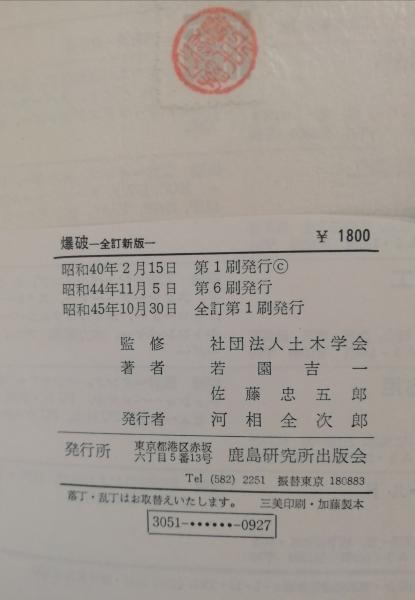 爆破―全訂新版― ¥ 1800
昭和40年2月15日 第1刷発行ⓒ
昭和44年11月5日 第6刷発行
昭和45年10月30日 全訂第1刷発行
監修 社団法人土木学会
著者 若園吉一
佐藤忠五郎
発行者 河相全次郎
発行所 東京都港区赤坂六丁目5番13号 鹿島研究所出版会
Tel (582) 2251 振替東京 180883
落丁・乱丁はお取替えいたします。 三美印刷・加藤製本
3051-••••••-0927